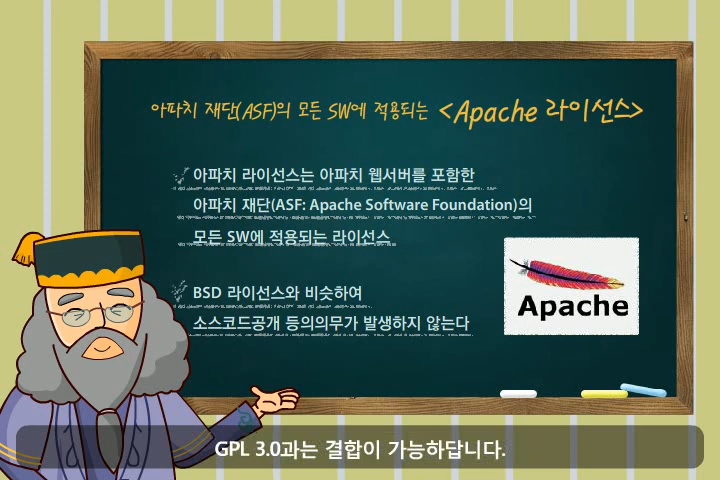 아파치 재단(ASF)의 모든 SW에 적용되는 <Apache 라이선스>
아파치 라이선스는 아파치 웹서버를 포함한
아파치 재단(ASF: Apache Software Foundation)의
모든 SW에 적용되는 라이선스
BSD 라이선스와 비슷하여
소스코드공개 등의의무가 발생하지 않는다
Apache
GPL 3.0과는 결합이 가능하답니다.